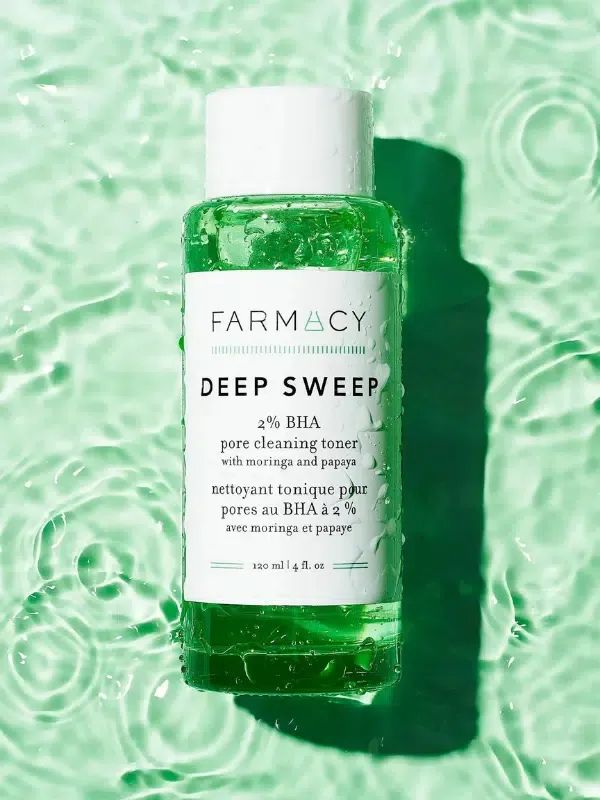 FARMACY
DEEP SWEEP
2% BHA
pore cleaning toner
with moringa and papaya
nettoyant tonique pour
pores au BHA à 2 %
avec moringa et papaye
120 ml | 4 fl. oz